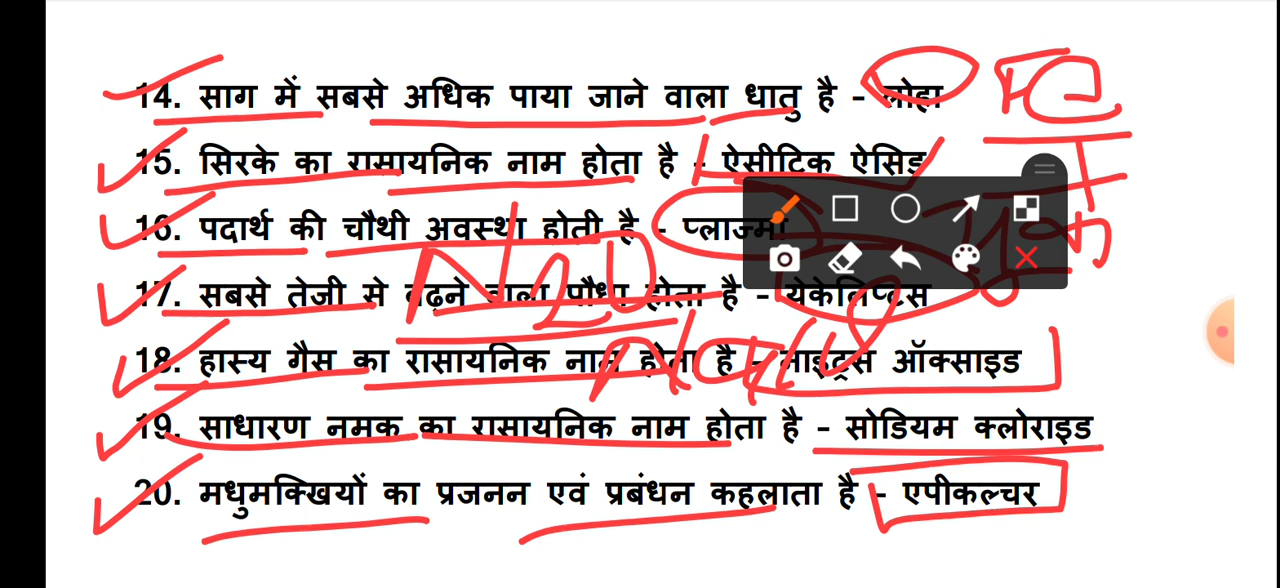 14. साग में सबसे अधिक पाया जाने वाला धातु है - लोहा
15. सिरके का रासायनिक नाम होता है - ऐसीटिक ऐसिड
16. पदार्थ की चौथी अवस्था होती है - प्लाज्मा
17. सबसे तेजी से बढ़ने वाला पौधा होता है - येकेलिप्टस
18. हास्य गैस का रासायनिक नाम होता है - नाइट्रस ऑक्साइड
19. साधारण नमक का रासायनिक नाम होता है - सोडियम क्लोराइड
20. मधुमक्खियों का प्रजनन एवं प्रबंधन कहलाता है - एपीकल्चर